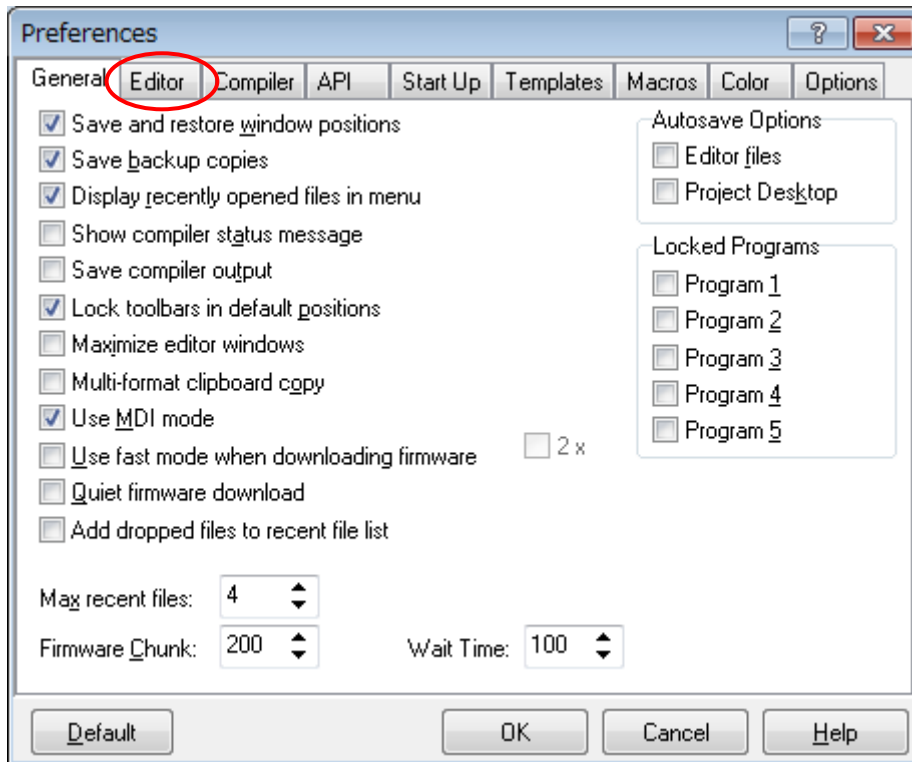 Preferences
General Editor Compiler API Start Up Templates Macros Color Options
Save and restore window positions
Save backup copies
Display recently opened files in menu
Show compiler status message
Save compiler output
Lock toolbars in default positions
Maximize editor windows
Multi-format clipboard copy
Use MDI mode
Use fast mode when downloading firmware
2 x
Quiet firmware download
Add dropped files to recent file list
Autosave Options
Editor files
Project Desktop
Locked Programs
Program 1
Program 2
Program 3
Program 4
Program 5
Max recent files: 4
Firmware Chunk: 200 Wait Time: 100
Default OK Cancel Help